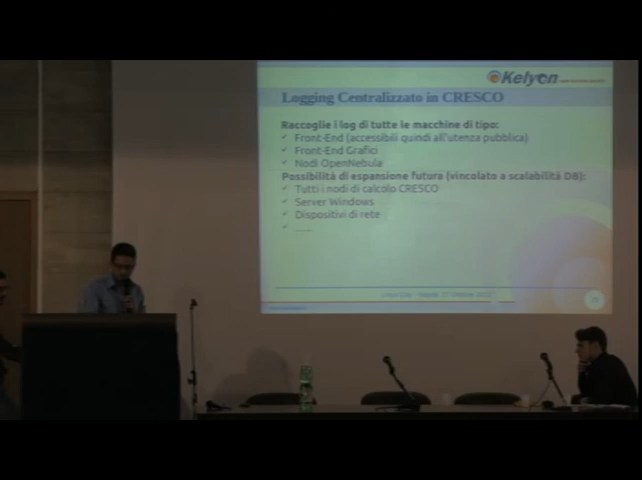 Kelyon
Logging Centralizzato in CRESCO
Raccoglie i log di tutte le macchine di tipo:
✓ Front-End (accessibili quindi all'utenza pubblica)
✓ Front-End Grafici
✓ Nodi OpenNebula
Possibilità di espansione futura (vincolato a scalabilità DB):
✓ Tutti i nodi di calcolo CRESCO
✓ Server Windows
✓ Dispositivi di rete
✓ .....